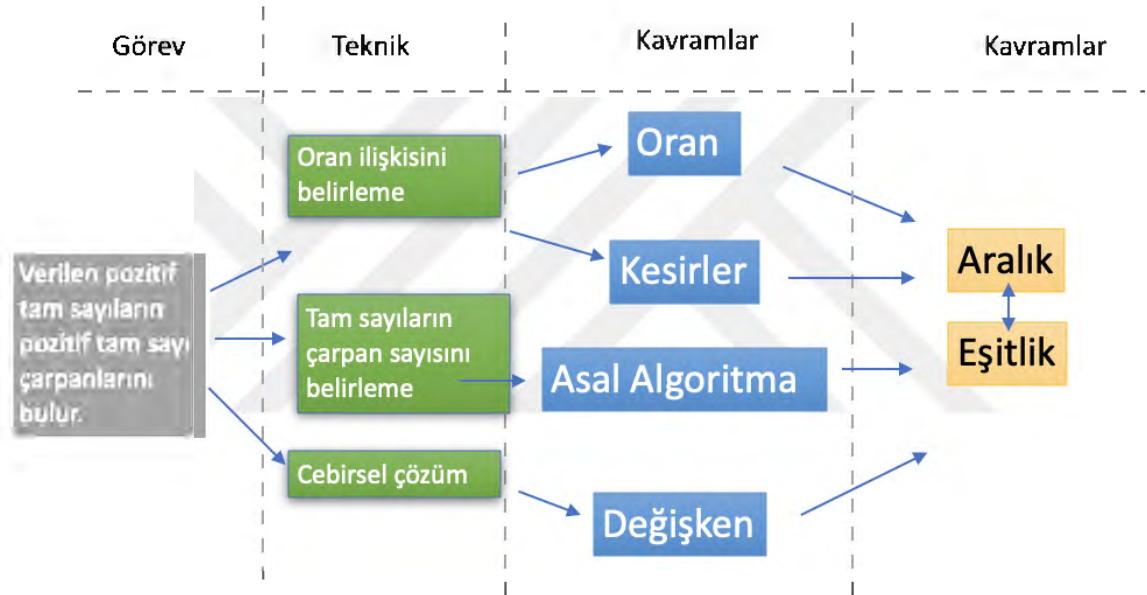 Görev
Teknik
Kavramlar
Kavramlar
Verilen pozitif
tam sayıların
pozitif tam sayı
çarpanlarını
bulur.
Oran ilişkisini
belirleme
Tam sayıların
çarpan sayısını
belirleme
Cebirsel çözüm
Oran
Kesirler
Asal Algoritma
Değişken
Aralık
Eşitlik